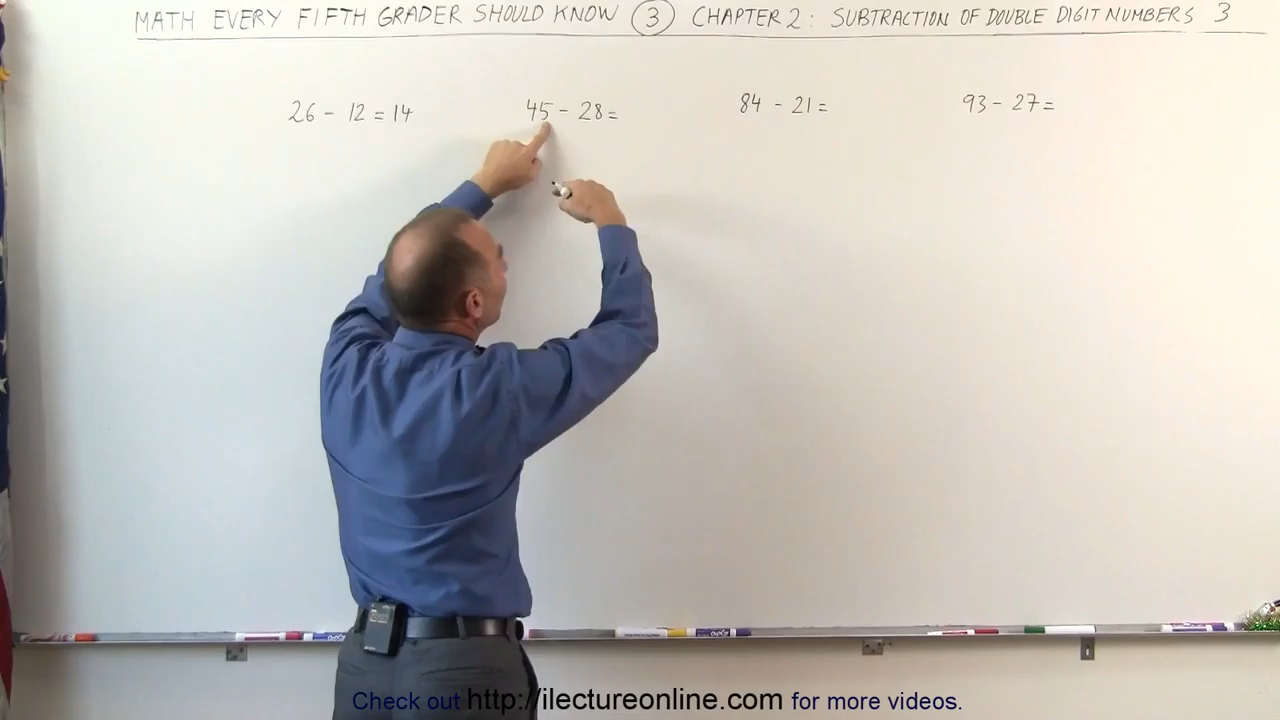 MATH EVERY FIFTH GRADER SHOULD KNOW 3 CHAPTER 2: SUBTRACTION OF DOUBLE DIGIT NUMBERS 3
26 - 12 = 14 45 - 28 = 84 - 21 = 93 - 27 =
Check out http://ilectureonline.com for more videos.